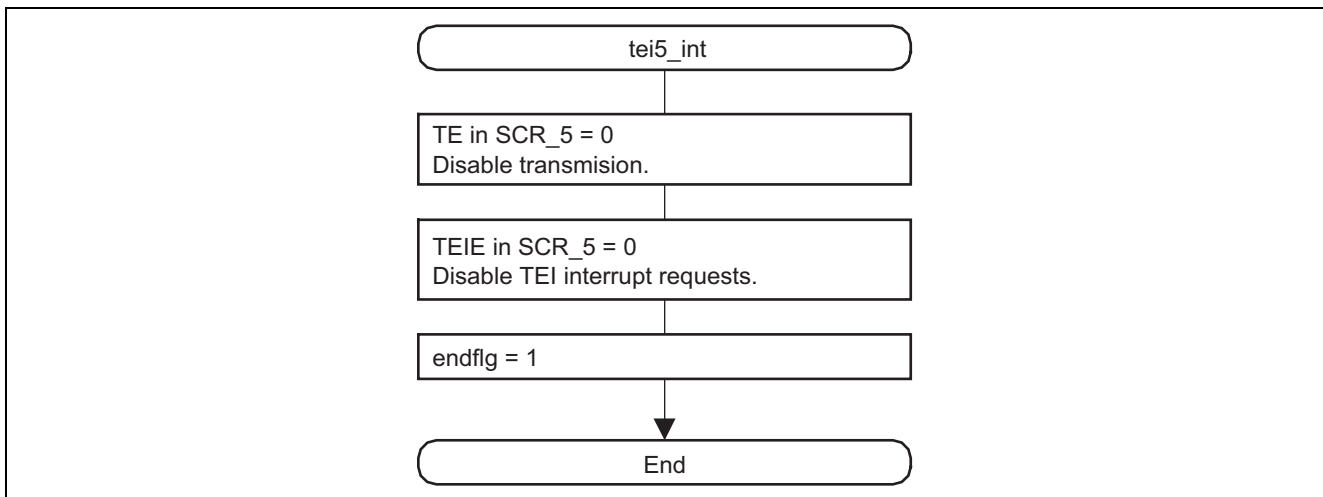 tei5_int
TE in SCR_5 = 0
Disable transmision.
TEIE in SCR_5 = 0
Disable TEI interrupt requests.
endflg = 1
End